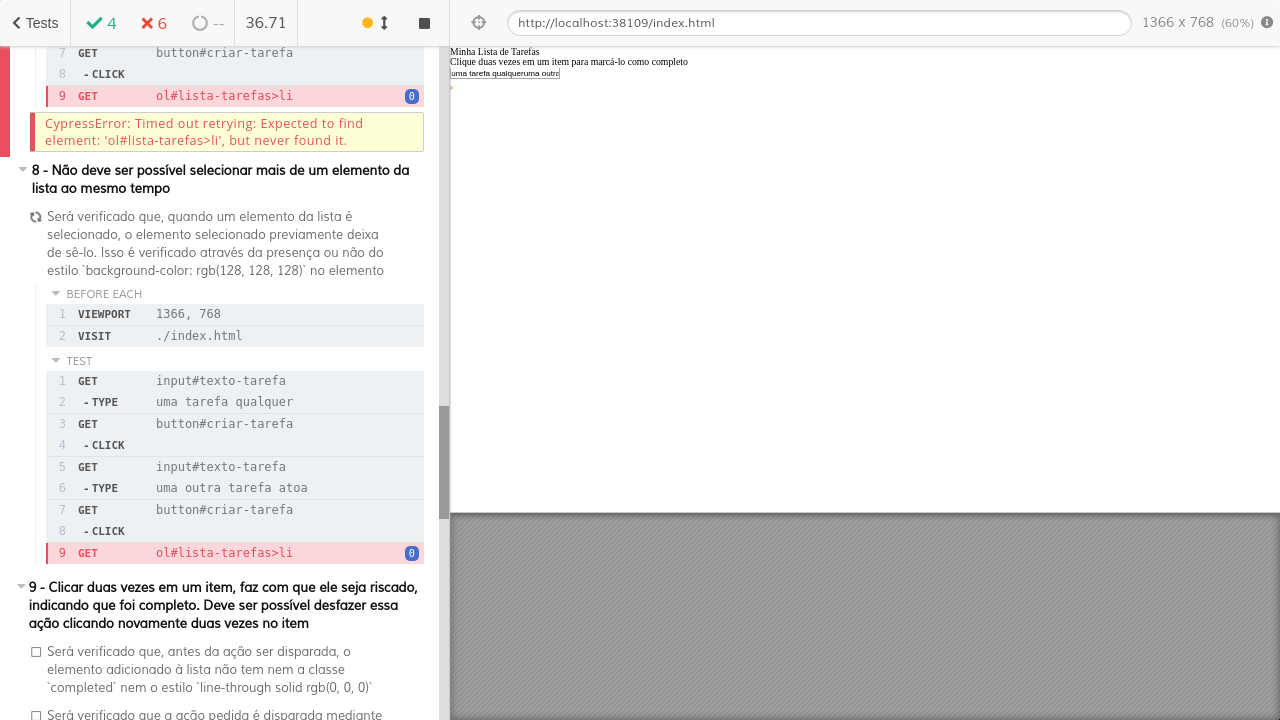 Tests 4 6 -- 36.71 http://localhost:38109/index.html 1366 x 768 (60%)
7 GET button#criar-tarefa
8 - CLICK
9 GET ol#lista-tarefas>li 0
CypressError: Timed out retrying: Expected to find
element: 'ol#lista-tarefas>li', but never found it.
8 - Não deve ser possível selecionar mais de um elemento da
lista ao mesmo tempo
Será verificado que, quando um elemento da lista é
selecionado, o elemento selecionado previamente deixa
de sê-lo. Isso é verificado através da presença ou não do
estilo `background-color: rgb(128, 128, 128)` no elemento
BEFORE EACH
1 VIEWPORT 1366, 768
2 VISIT ./index.html
TEST
1 GET input#texto-tarefa
2 - TYPE uma tarefa qualquer
3 GET button#criar-tarefa
4 - CLICK
5 GET input#texto-tarefa
6 - TYPE uma outra tarefa atoa
7 GET button#criar-tarefa
8 - CLICK
9 GET ol#lista-tarefas>li 0
9 - Clicar duas vezes em um item, faz com que ele seja riscado,
indicando que foi completo. Deve ser possível desfazer essa
ação clicando novamente duas vezes no item
Será verificado que, antes da ação ser disparada, o
elemento adicionado à lista não tem nem a classe
`completed` nem o estilo `line-through solid rgb(0, 0, 0)`
Será verificado que a ação pedida é disparada mediante
Minha Lista de Tarefas
Clique duas vezes em um item para marcá-lo como completo
uma tarefa qualqueruma outra